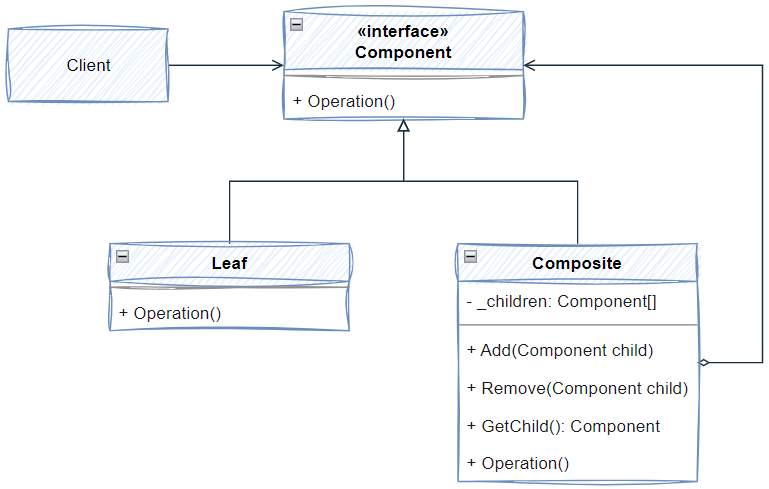 Client
«interface»
Component
+ Operation()
Leaf
+ Operation()
Composite
- _children: Component[]
+ Add(Component child)
+ Remove(Component child)
+ GetChild(): Component
+ Operation()